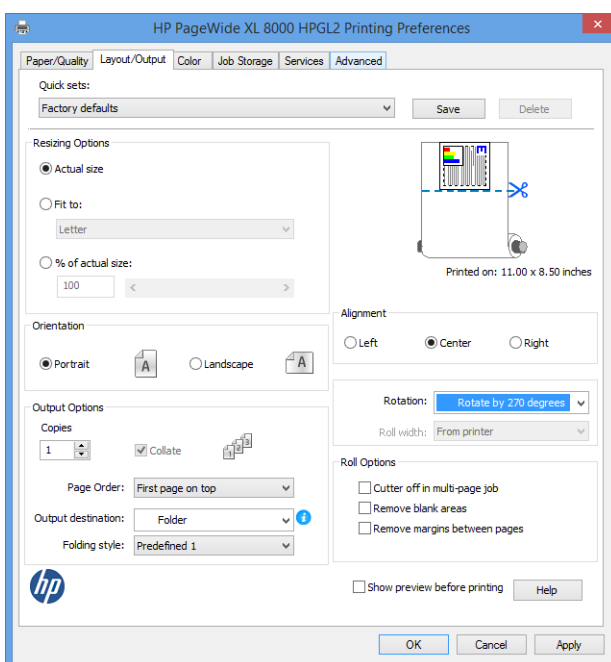 HP PageWide XL 8000 HPGL2 Printing Preferences
Paper/Quality Layout/Output Color Job Storage Services Advanced
Quick sets:
Factory defaults Save Delete
Resizing Options
Actual size
Fit to:
Letter
% of actual size:
100
Printed on: 11.00 x 8.50 inches
Alignment
Left Center Right
Orientation
Portrait A Landscape A
Rotation: Rotate by 270 degrees
Roll width: From printer
Output Options
Copies
1 Collate 1 2 3
Page Order: First page on top
Output destination: Folder i
Folding style: Predefined 1
Roll Options
Cutter off in multi-page job
Remove blank areas
Remove margins between pages
hp
Show preview before printing Help
OK Cancel Apply